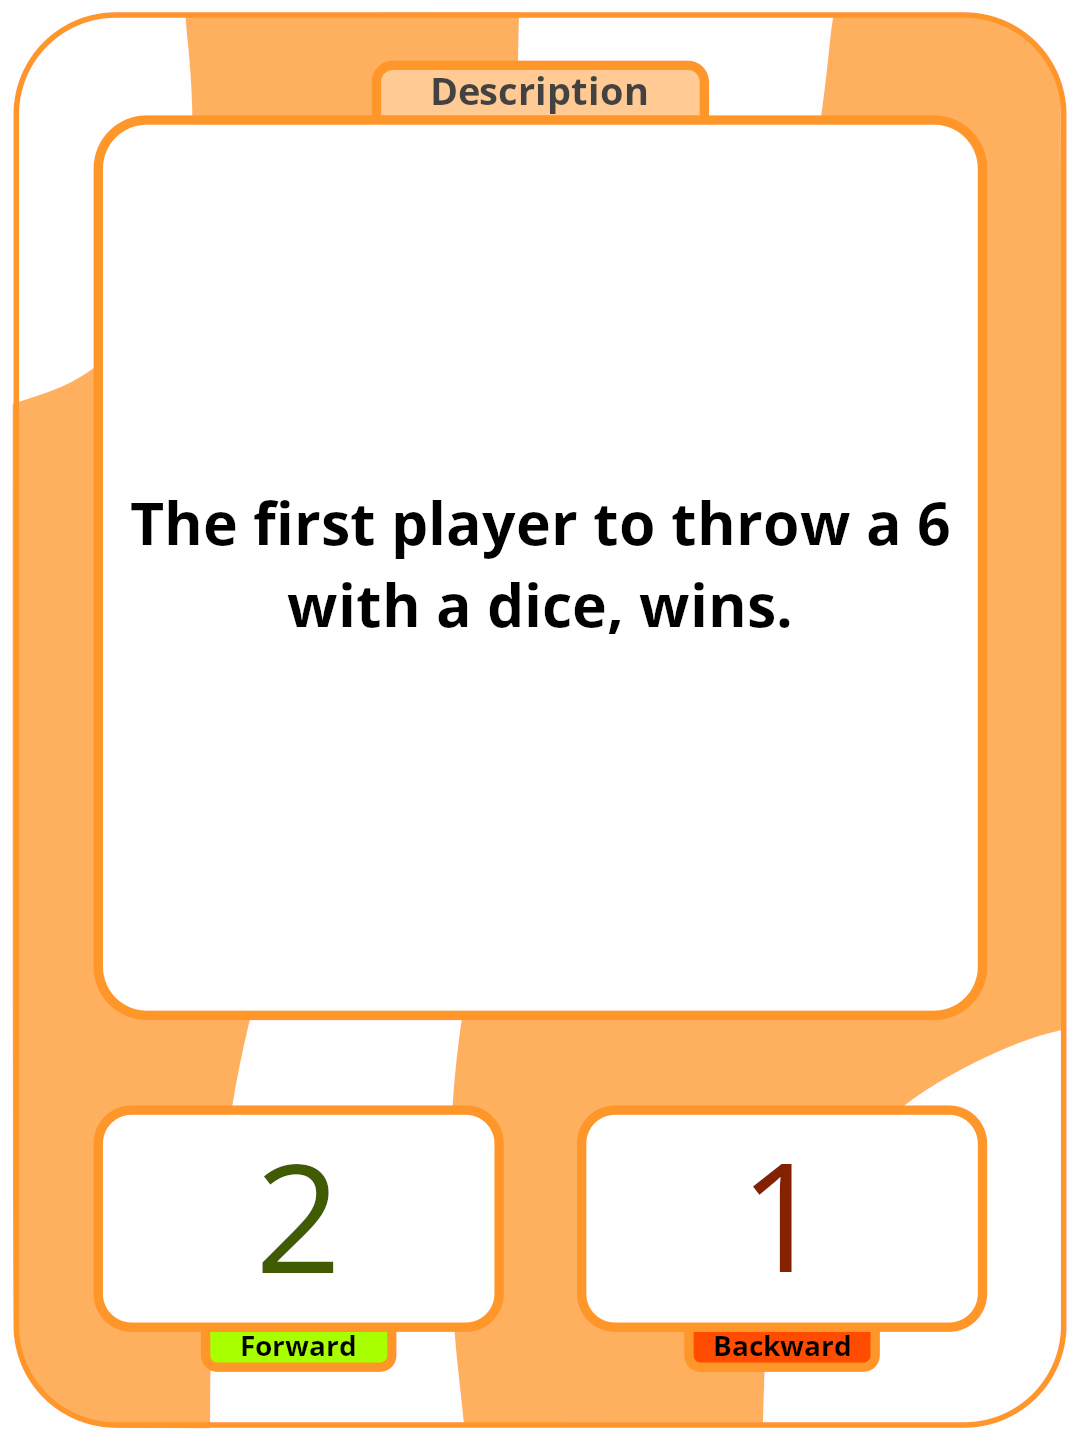 Description
The first player to throw a 6
with a dice, wins.
2
1
Forward
Backward